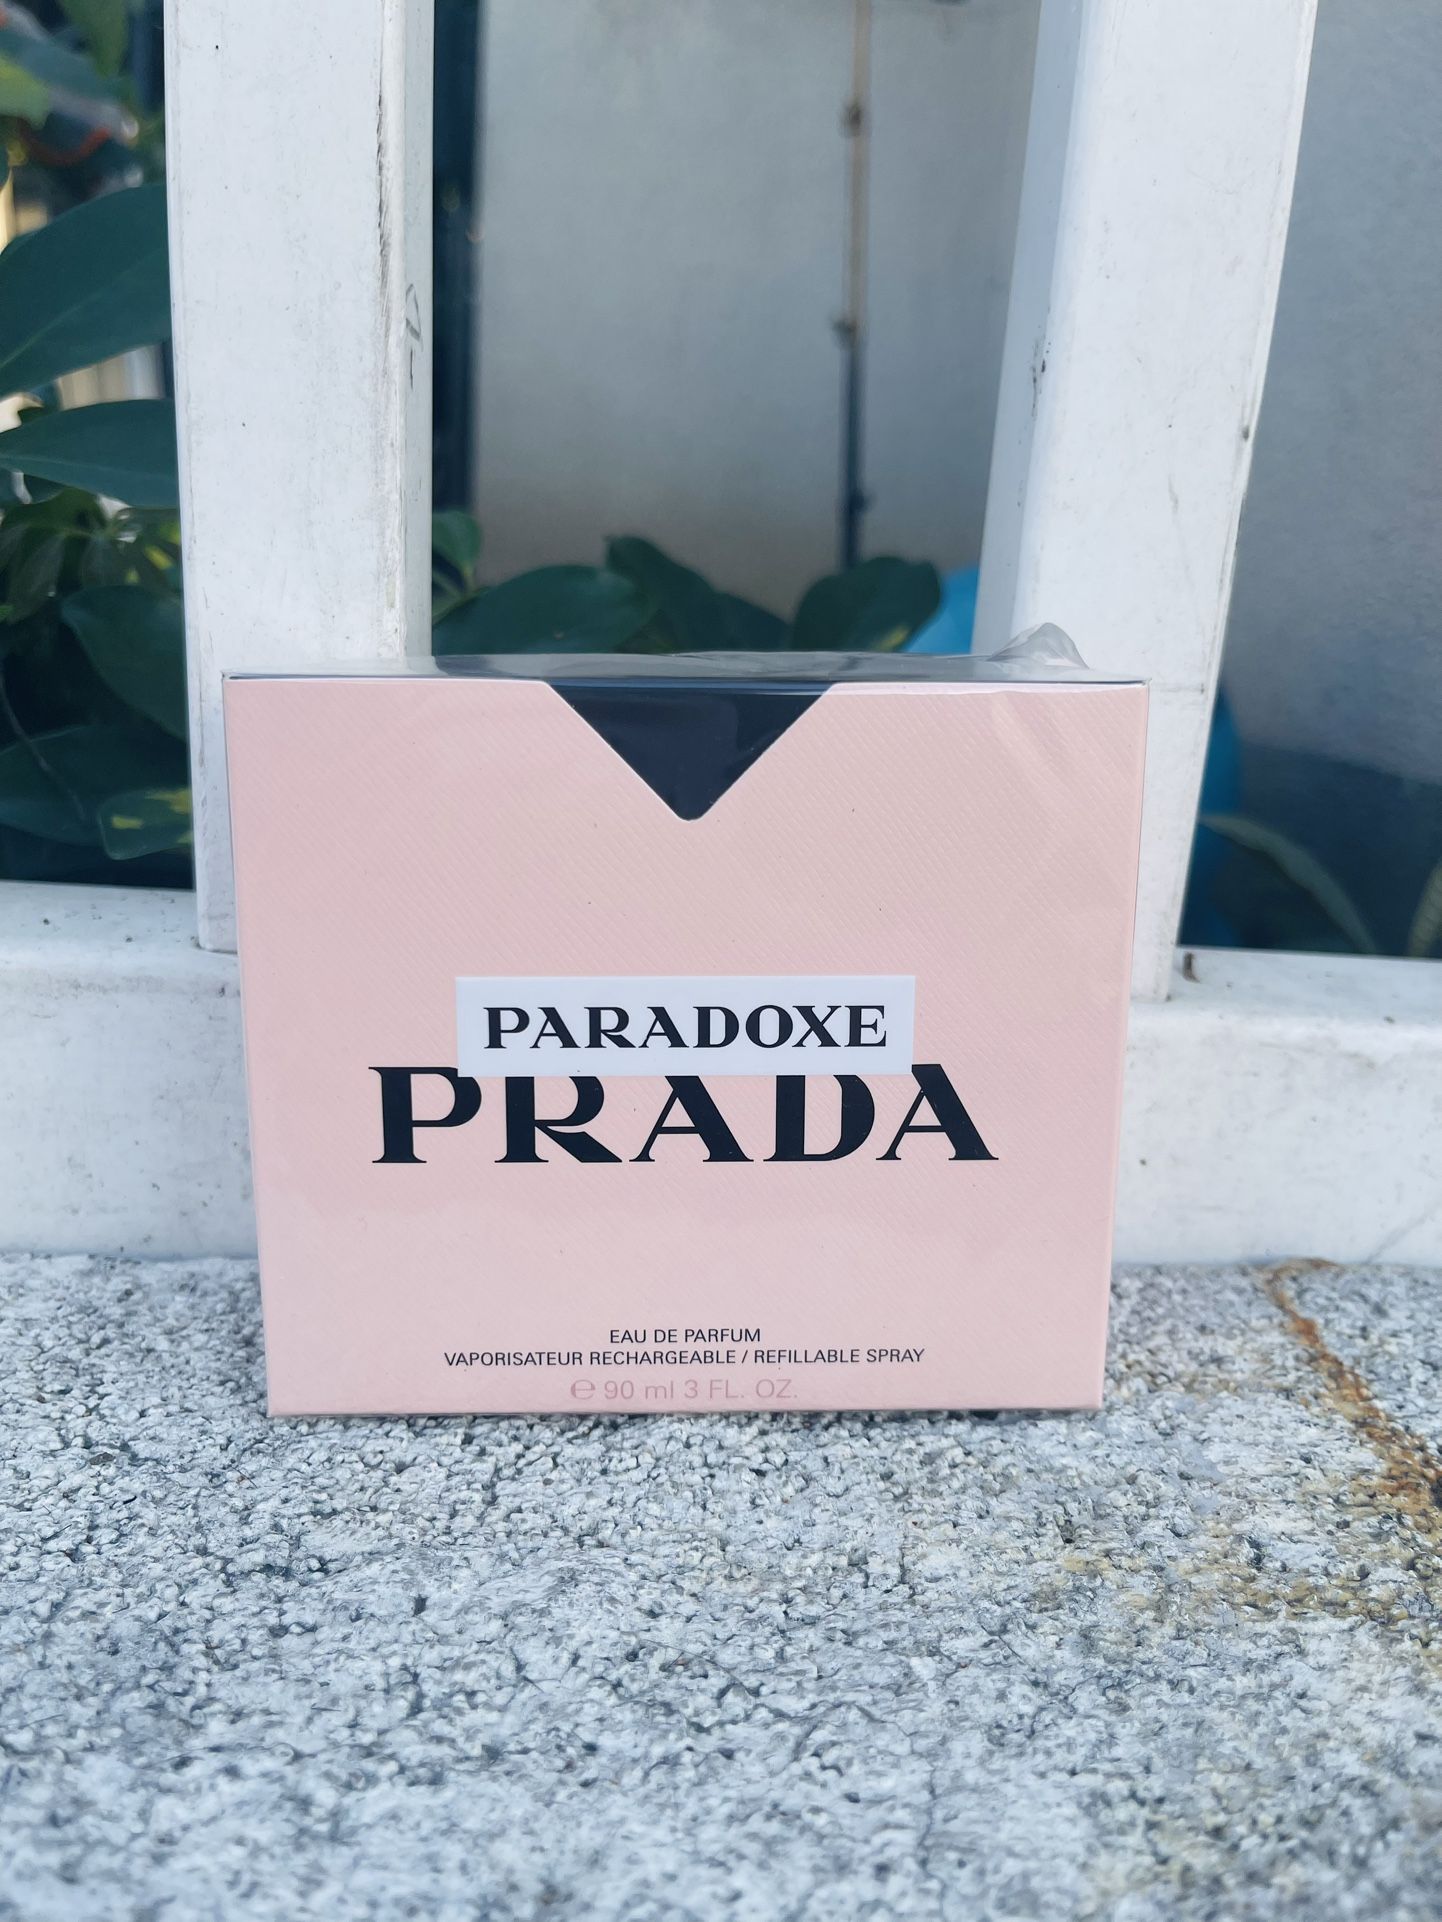 PARADOXE
PRADA
EAU DE PARFUM
VAPORISATEUR RECHARGEABLE / REFILLABLE SPRAY
℮ 90 ml 3 FL. OZ.